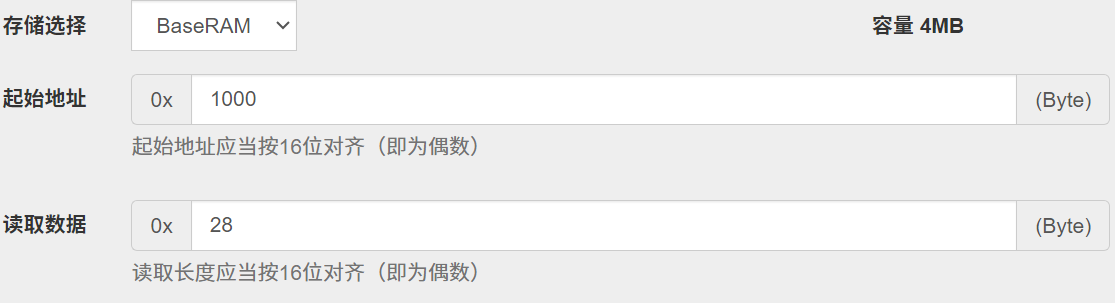 存储选择 BaseRAM 容量 4MB
起始地址 0x 1000 (Byte)
起始地址应当按16位对齐（即为偶数）
读取数据 0x 28 (Byte)
读取长度应当按16位对齐（即为偶数）